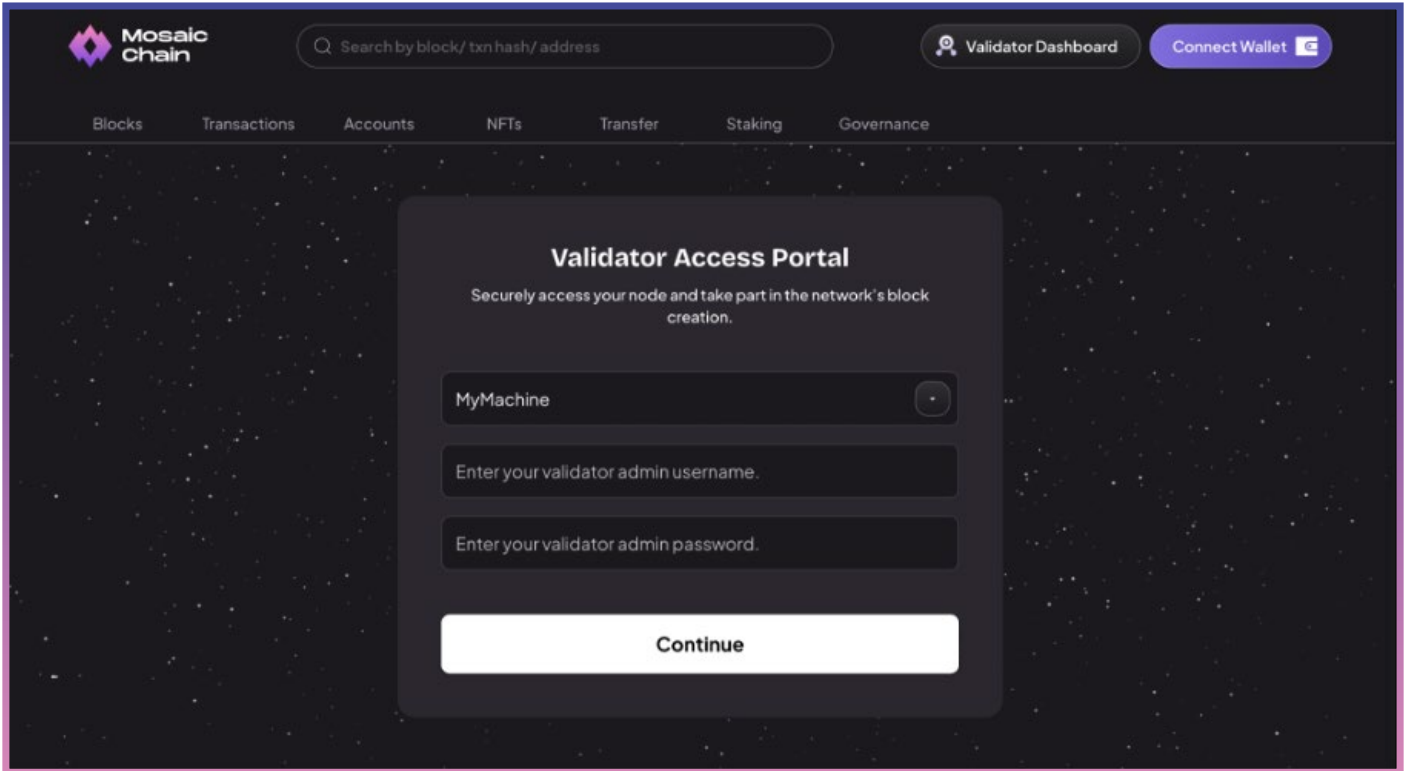 Mosaic
Chain
Search by block/ txn hash/ address
Validator Dashboard
Connect Wallet
Blocks
Transactions
Accounts
NFTs
Transfer
Staking
Governance
Validator Access Portal
Securely access your node and take part in the network's block
creation.
MyMachine
Enter your validator admin username.
Enter your validator admin password.
Continue